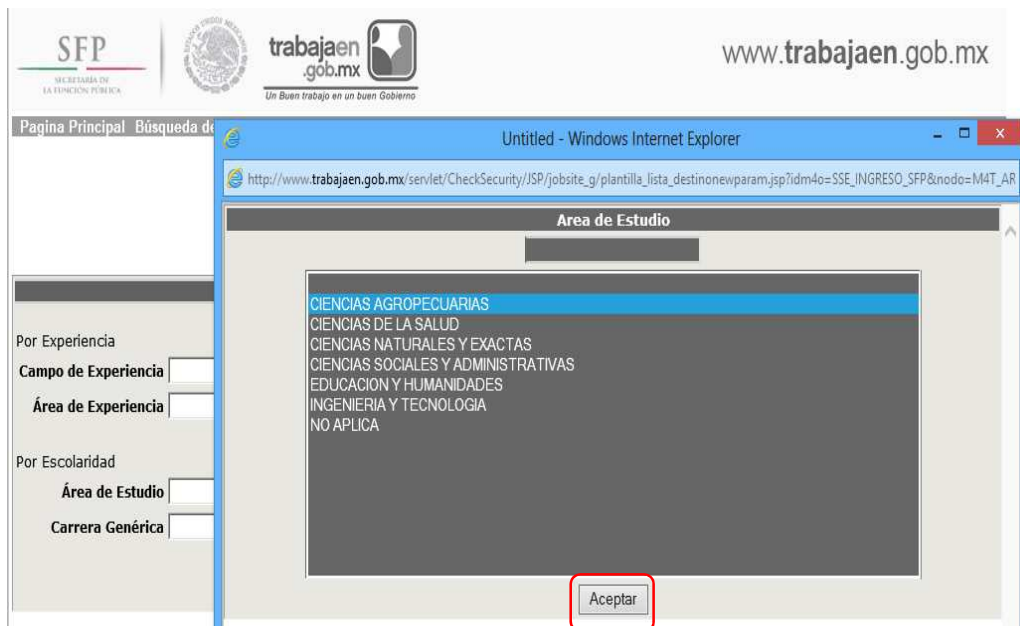 SFP
SECRETARÍA DE
LA FUNCIÓN PÚBLICA
ESTADOS UNIDOS MEXICANOS
trabajaen
.gob.mx
Un Buen trabajo en un buen Gobierno
www.trabajaen.gob.mx
Pagina Principal Búsqueda de
Untitled - Windows Internet Explorer
http://www.trabajaen.gob.mx/servlet/CheckSecurity/JSP/jobsite_g/plantilla_lista_destinonewparam.jsp?idm4o=SSE_INGRESO_SFP&nodo=M4T_AR
Area de Estudio
CIENCIAS AGROPECUARIAS
CIENCIAS DE LA SALUD
CIENCIAS NATURALES Y EXACTAS
CIENCIAS SOCIALES Y ADMINISTRATIVAS
EDUCACION Y HUMANIDADES
INGENIERIA Y TECNOLOGIA
NO APLICA
Por Experiencia
Campo de Experiencia
Área de Experiencia
Por Escolaridad
Área de Estudio
Carrera Genérica
Aceptar